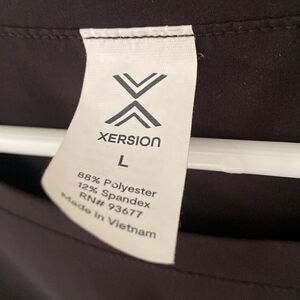 XERSION
L
88% Polyester
12% Spandex
RN# 93677
Made in Vietnam